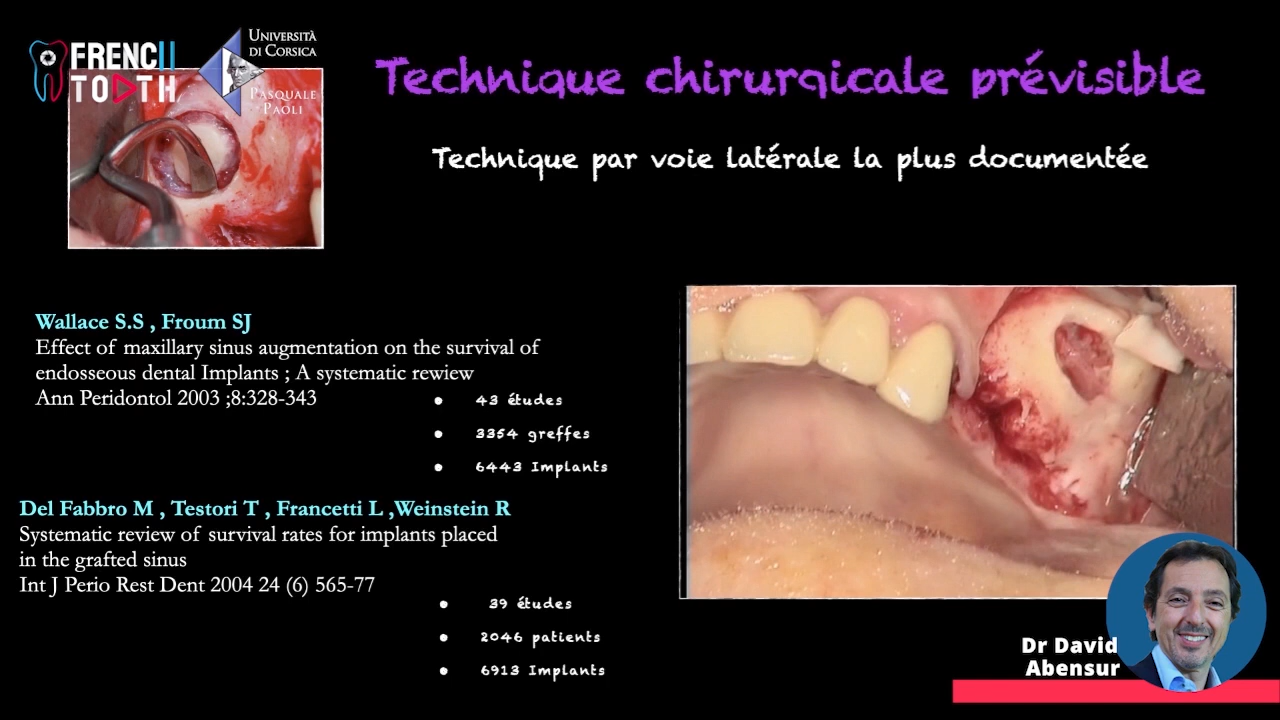 FRENCH
TOOTH
UNIVERSITÀ
DI CORSICA
PASQUALE
PAOLI
Technique chirurgicale prévisible
Technique par voie latérale la plus documentée
Wallace S.S , Froum SJ
Effect of maxillary sinus augmentation on the survival of
endosseous dental Implants ; A systematic rewiew
Ann Peridontol 2003 ;8:328-343
• 43 études
• 3354 greffes
• 6443 Implants
Del Fabbro M , Testori T , Francetti L ,Weinstein R
Systematic review of survival rates for implants placed
in the grafted sinus
Int J Perio Rest Dent 2004 24 (6) 565-77
• 39 études
• 2046 patients
• 6913 Implants
Dr David
Abensur